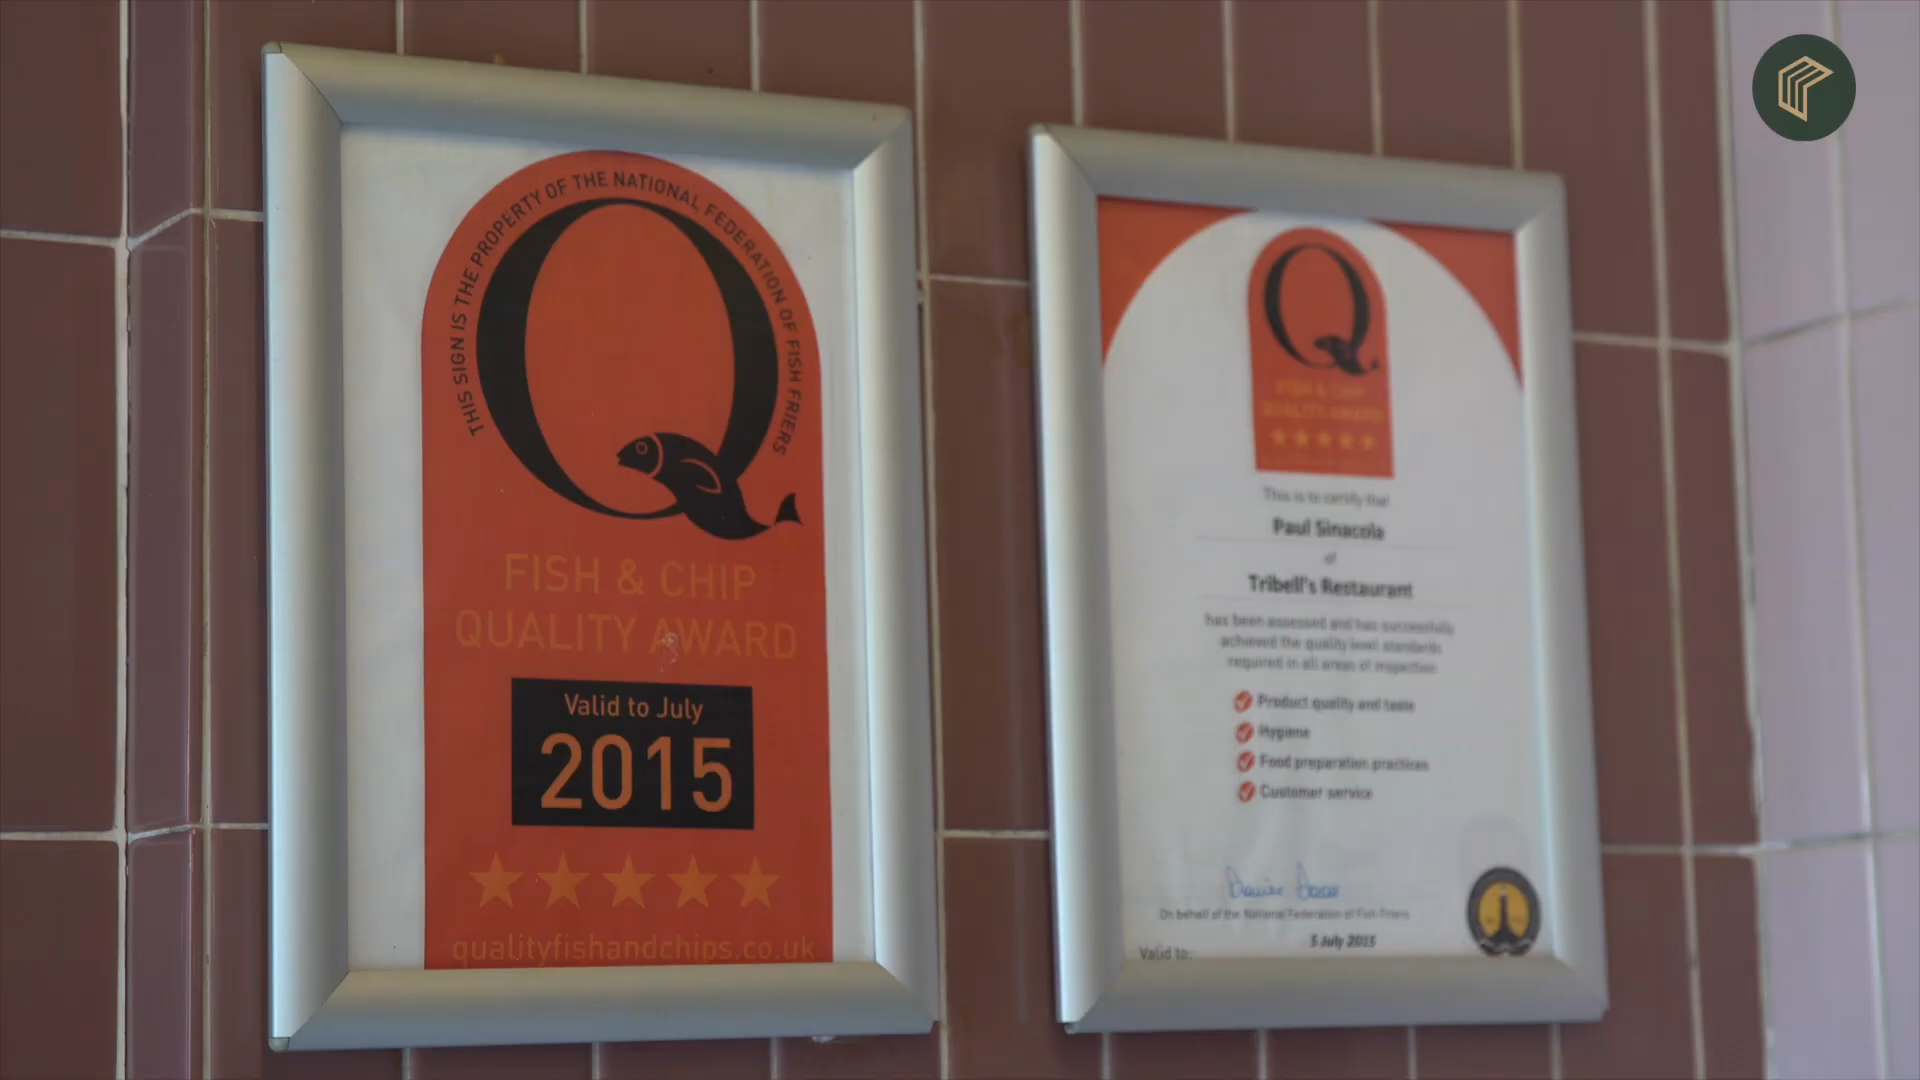 THIS SIGN IS THE PROPERTY OF THE NATIONAL FEDERATION OF FISH FRIERS
Q
FISH & CHIP
QUALITY AWARD
Valid to July
2015
qualityfishandchips.co.uk
Q
FISH & CHIP
QUALITY AWARD
This is to certify that
Paul Sinacola
of
Tribell's Restaurant
has been assessed and has successfully
achieved the quality level standards
required in all areas of inspection
Product quality and taste
Hygiene
Food preparation practices
Customer service
On behalf of the National Federation of Fish Friers
5 July 2015
Valid to: